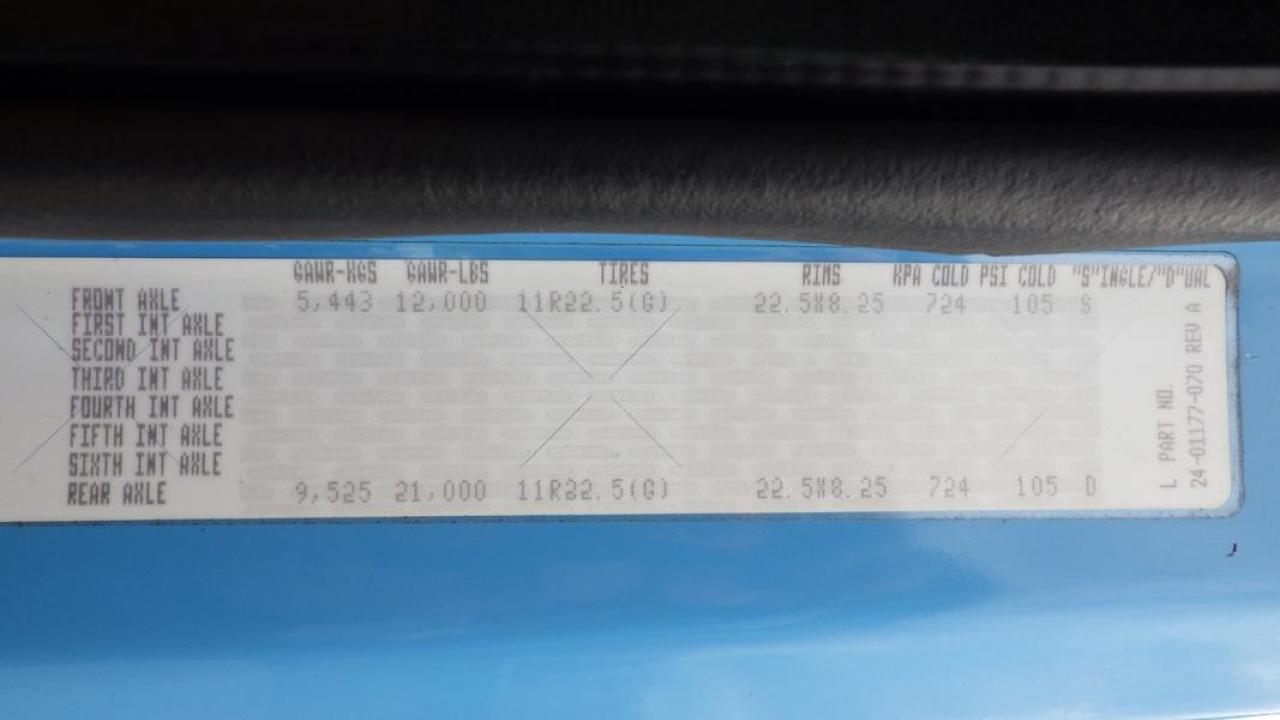 GAWR-KGS GAWR-LBS TIRES RIMS KPA COLD PSI COLD "S"INGLE/"D"UAL
FRONT AXLE 5,443 12,000 11R22.5(G) 22.5X8.25 724 105 S
FIRST INT AXLE
SECOND INT AXLE
THIRD INT AXLE
FOURTH INT AXLE
FIFTH INT AXLE
SIXTH INT AXLE
REAR AXLE 9,525 21,000 11R22.5(G) 22.5X8.25 724 105 D
L PART NO.
24-01177-070 REV A